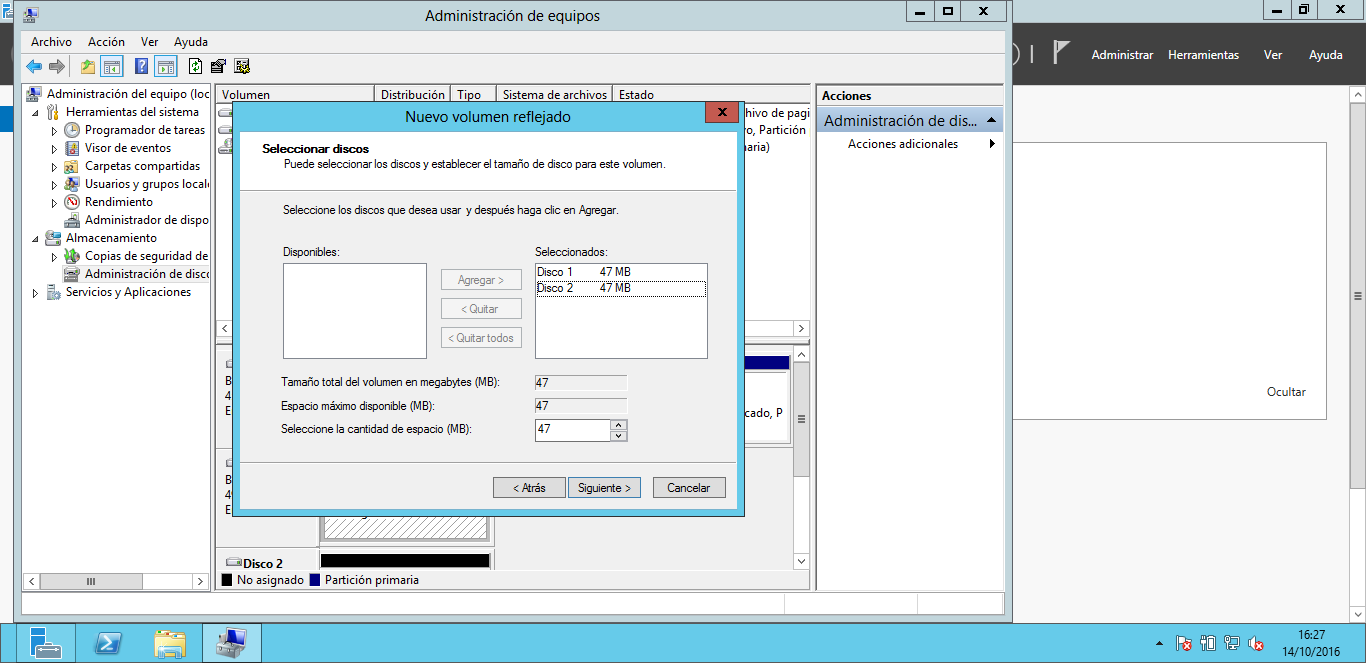 Administración de equipos
Archivo Acción Ver Ayuda
Administrar Herramientas Ver Ayuda
Administración del equipo (loc
Herramientas del sistema
Programador de tareas
Visor de eventos
Carpetas compartidas
Usuarios y grupos locale
Rendimiento
Administrador de dispo
Almacenamiento
Copias de seguridad de
Administración de disco
Servicios y Aplicaciones
Volumen Distribución Tipo Sistema de archivos Estado
hivo de pagi
o, Partición
aria)
Nuevo volumen reflejado
Seleccionar discos
Puede seleccionar los discos y establecer el tamaño de disco para este volumen.
Seleccione los discos que desea usar y después haga clic en Agregar.
Disponibles:
Agregar >
< Quitar
< Quitar todos
Seleccionados:
Disco 1 47 MB
Disco 2 47 MB
Tamaño total del volumen en megabytes (MB): 47
Espacio máximo disponible (MB): 47
Seleccione la cantidad de espacio (MB): 47
< Atrás Siguiente > Cancelar
B
4
E
cado, P
B
49
E
Disco 2
No asignado Partición primaria
Acciones
Administración de dis...
Acciones adicionales
Ocultar
16:27
14/10/2016